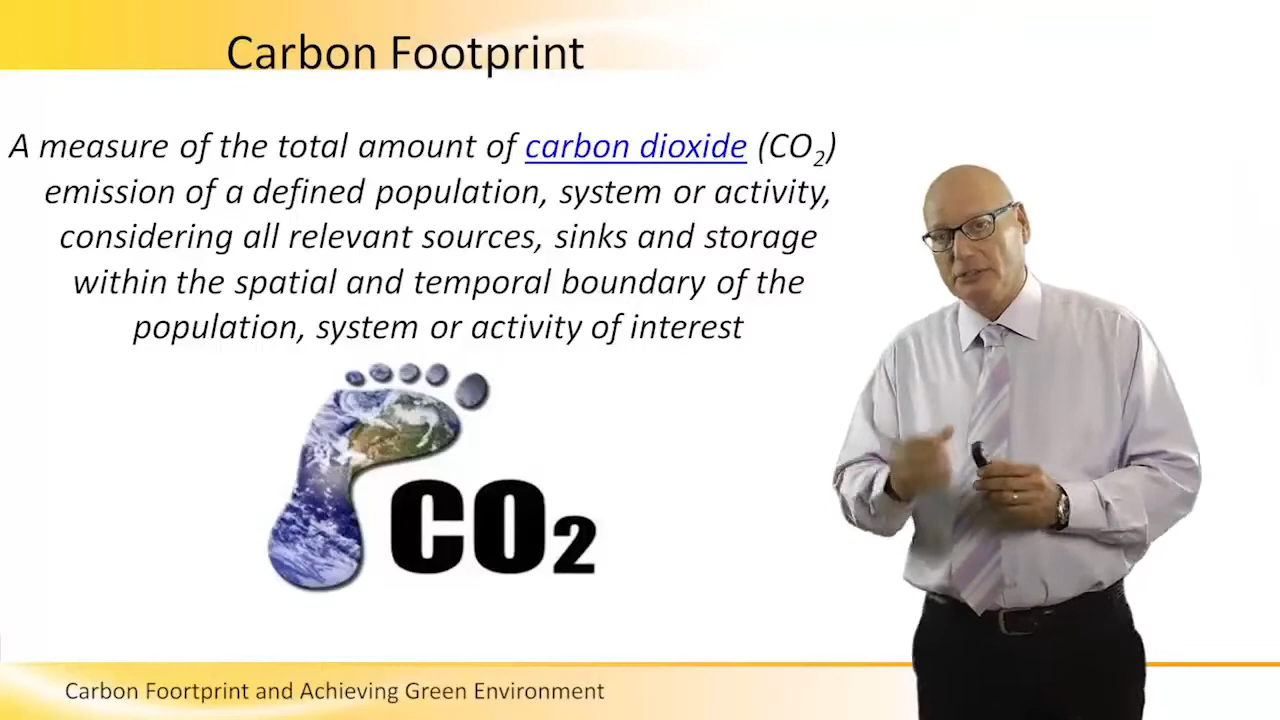 Carbon Footprint
A measure of the total amount of carbon dioxide (CO₂)
emission of a defined population, system or activity,
considering all relevant sources, sinks and storage
within the spatial and temporal boundary of the
population, system or activity of interest
CO₂
Carbon Foortprint and Achieving Green Environment